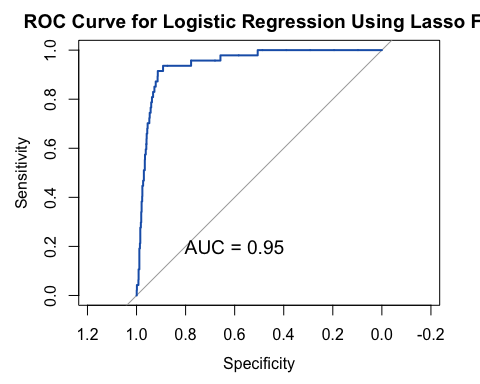 ROC Curve for Logistic Regression Using Lasso F
1.0
0.8
0.6
0.4
0.2
0.0
Sensitivity
AUC = 0.95
1.2 1.0 0.8 0.6 0.4 0.2 0.0 -0.2
Specificity